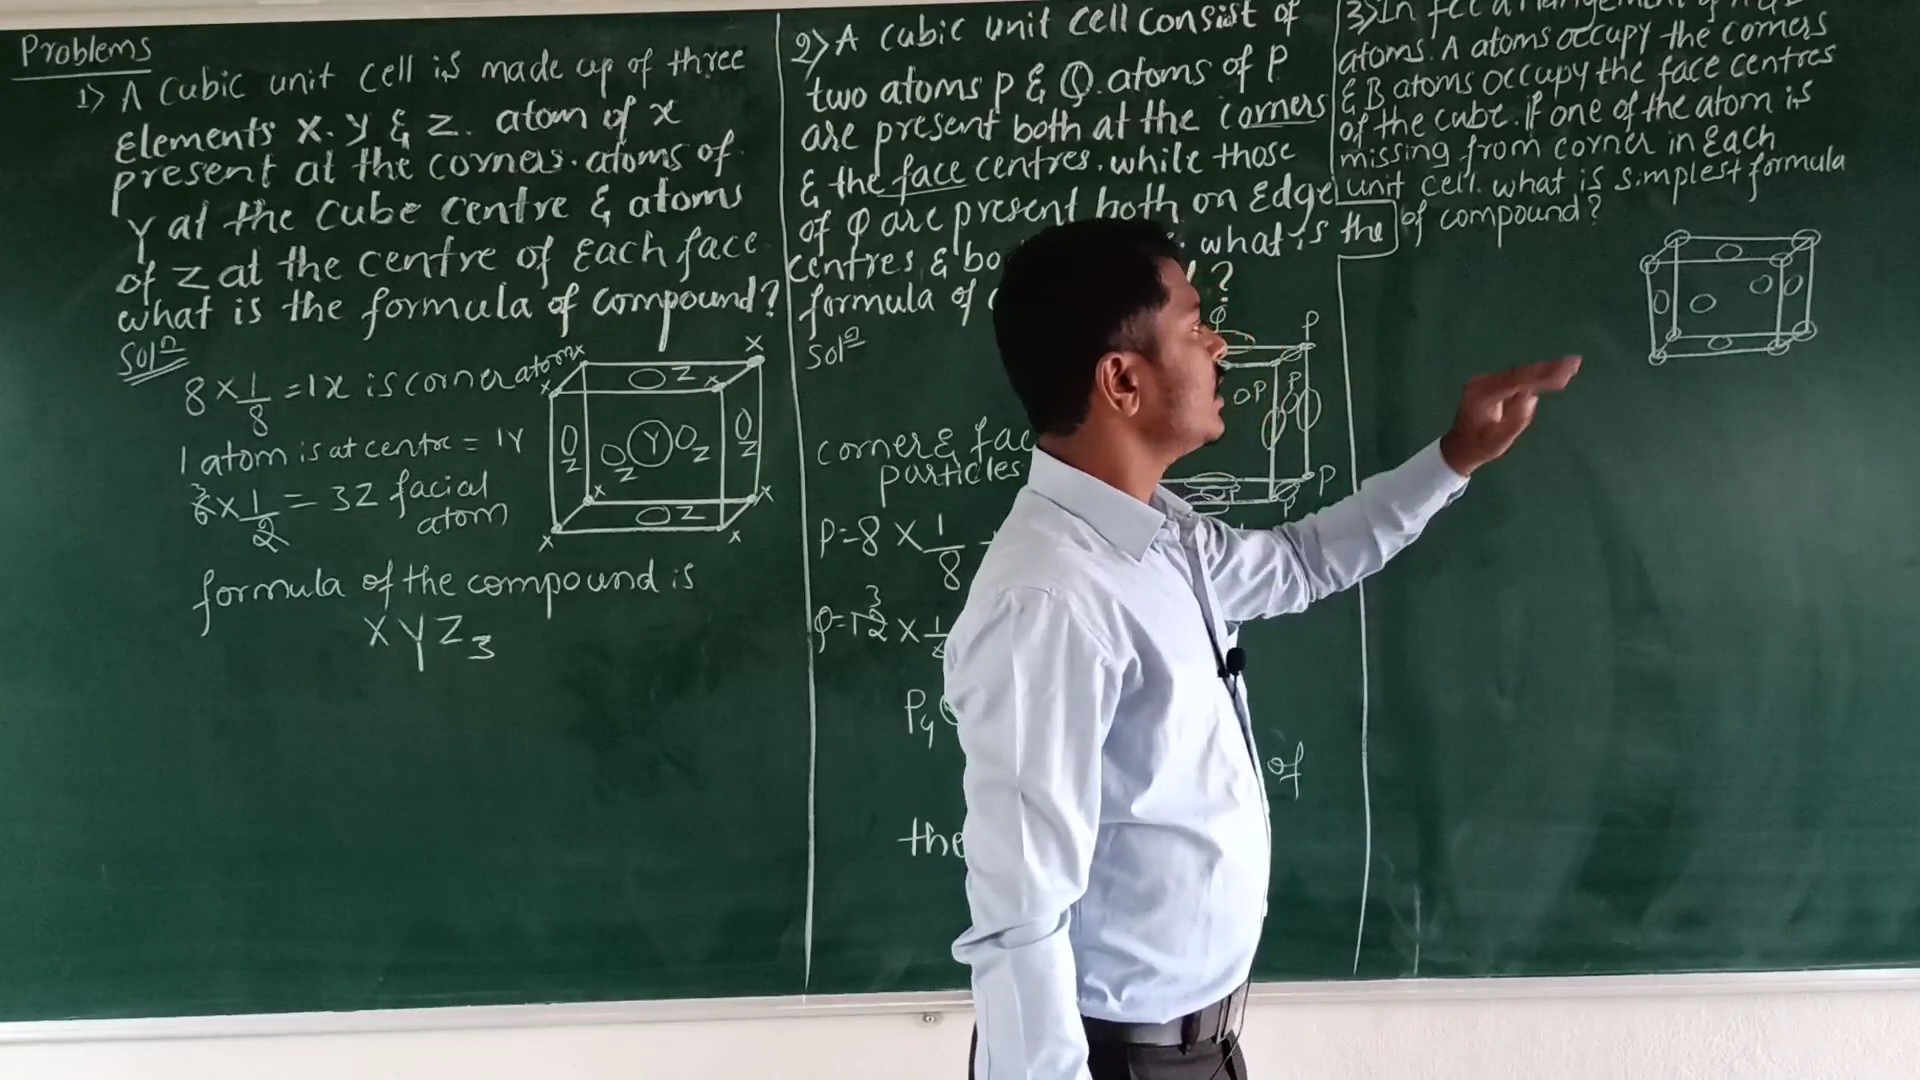 Problems
1) A cubic unit cell is made up of three
elements X. Y & Z. atom of x
present at the corners. atoms of
Y at the cube centre & atoms
of z at the centre of each face
what is the formula of compound?
Solⁿ
8 × 1/8 = 1x is corner atom
1 atom is at centre = 1Y
6 × 1/2 = 3Z facial
3
atom
formula of the compound is
XYZ3
x
x
x
x
x
x
x
x
Z
Z
Z
Y
Z
Z
Z
2) A cubic unit cell consist of
two atoms P & Q. atoms of P
are present both at the corners
& the face centres. while those
of Q are present both on edge
centres & bo
what is the
formula of
?
Solⁿ
corner & fac
particles
P=8 × 1/8
Q=12 × 1
3
P4
of
the
Q
P
P
P
P
3) In fcc arrangement of
atoms. A atoms occupy the corners
& B atoms occupy the face centres
of the cube. if one of the atom is
missing from corner in each
unit cell. what is simplest formula
of compound?